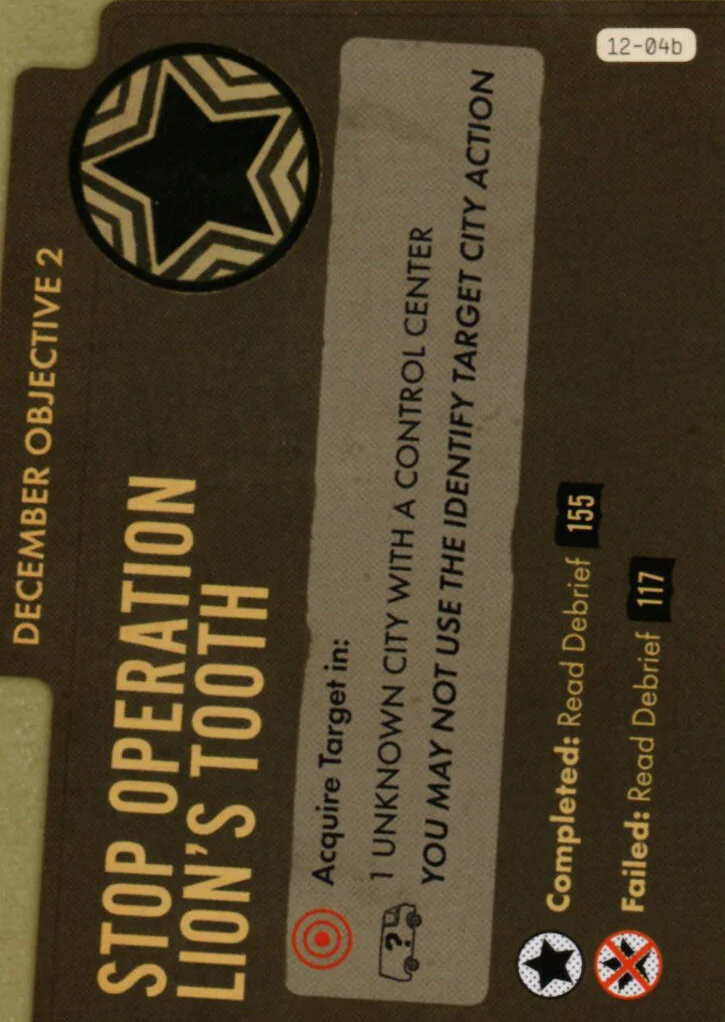 DECEMBER OBJECTIVE 2
STOP OPERATION
LION'S TOOTH
Acquire Target in:
1 UNKNOWN CITY WITH A CONTROL CENTER
YOU MAY NOT USE THE IDENTIFY TARGET CITY ACTION
?
Completed: Read Debrief 155
Failed: Read Debrief 117
12-04b